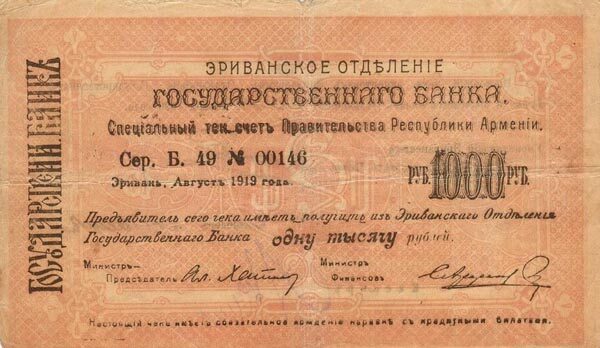 ГОСУДАРСТВЕННЫЙ БАНКЪ
ЭРИВАНСКОЕ ОТДѢЛЕНІЕ
ГОСУДАРСТВЕННАГО БАНКА.
Спеціальный тек. счетъ Правительства Республики Арменіи.
Сер. Б. 49 № 00146
Эривань, Августъ 1919 года.
РУБ. 1000 РУБ.
Предъявитель сего чека имѣетъ получить изъ Эриванскаго Отдѣленія
Государственнаго Банка одну тысячу рублей.
Министръ-
Предсѣдатель
Министръ
Финансовъ
Настоящій чекъ имѣетъ обязательное хожденіе наравнѣ съ кредитными билетами.